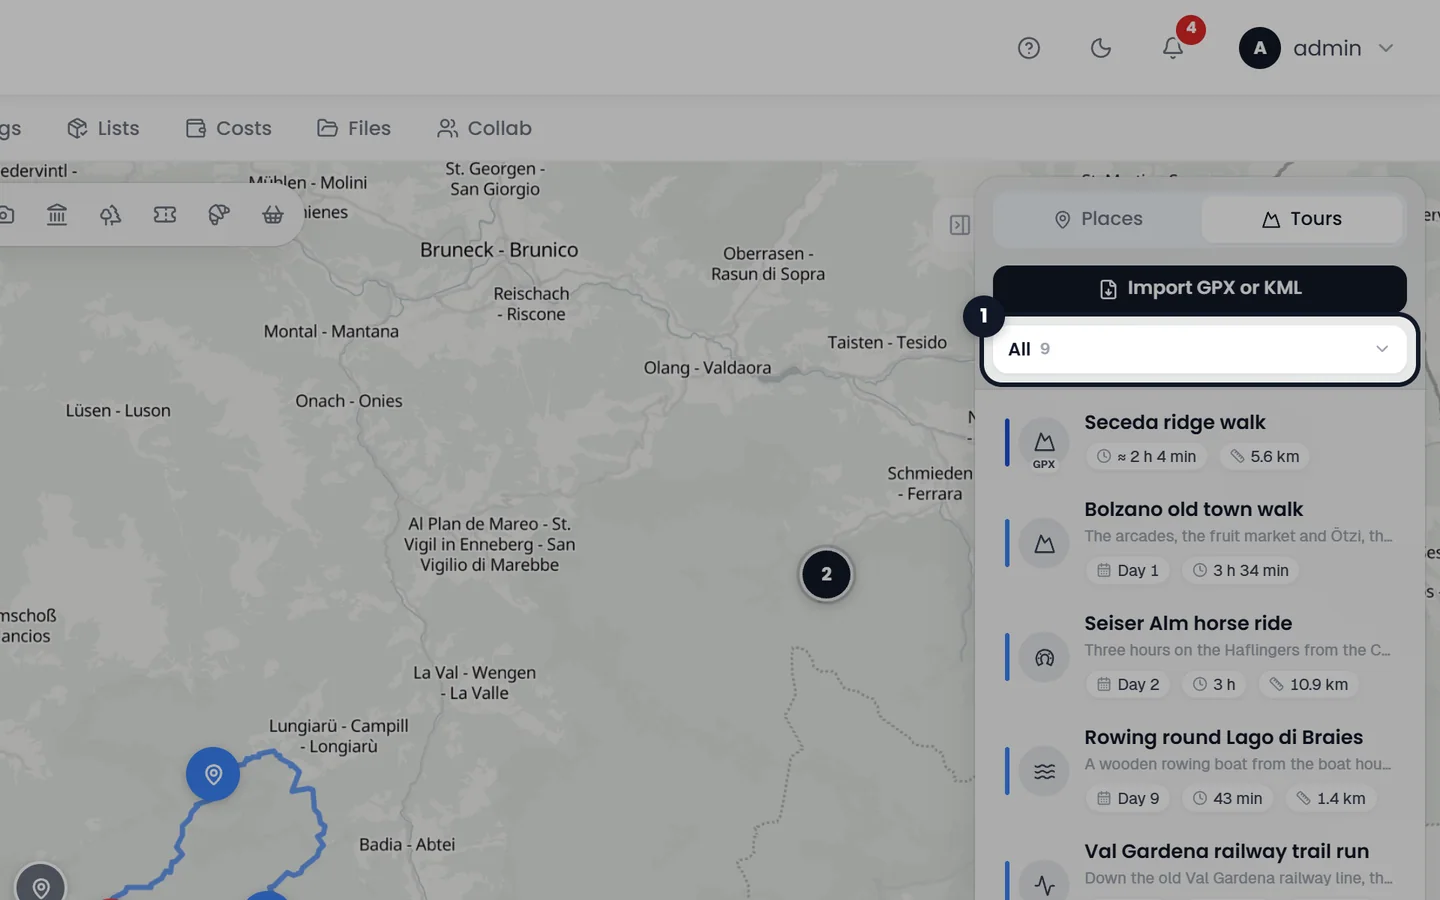 4
A admin
gs Lists Costs Files Collab
edervintl -
Mühlen - Molini
St. Georgen -
San Giorgio
Places Tours
Bruneck - Brunico
Oberrasen -
Rasun di Sopra
Import GPX or KML
Reischach
- Riscone
1
Montal - Mantana
Taisten - Tesido
All 9
Olang - Valdaora
Onach - Onies
Lüsen - Luson
Seceda ridge walk
GPX
≈ 2 h 4 min 5.6 km
Schmieden
- Ferrara
Bolzano old town walk
The arcades, the fruit market and Ötzi, th...
Day 1 3 h 34 min
Al Plan de Mareo - St.
Vigil in Enneberg - San
Vigilio di Marebbe
2
Seiser Alm horse ride
Three hours on the Haflingers from the C...
Day 2 3 h 10.9 km
La Val - Wengen
- La Valle
Lungiarü - Campill
- Longiarù
Rowing round Lago di Braies
A wooden rowing boat from the boat hou...
Day 9 43 min 1.4 km
Badia - Abtei
Val Gardena railway trail run
Down the old Val Gardena railway line, th...